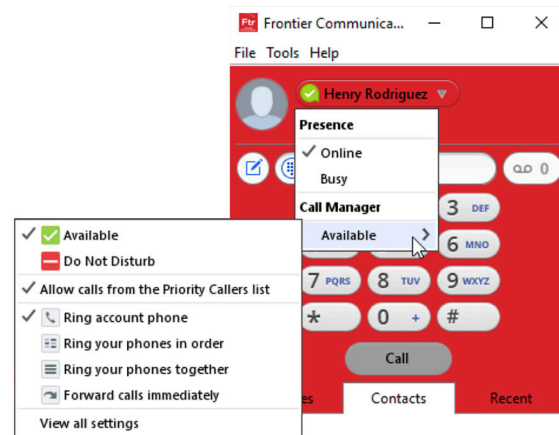 Ftr Frontier Communica...
File Tools Help
Henry Rodriguez
Presence
Online
Busy
0
Call Manager
Available
3 DEF
6 MNO
7 PQRS 8 TUV 9 WXYZ
* 0 + #
Call
Contacts Recent
Available
Do Not Disturb
Allow calls from the Priority Callers list
Ring account phone
Ring your phones in order
Ring your phones together
Forward calls immediately
View all settings